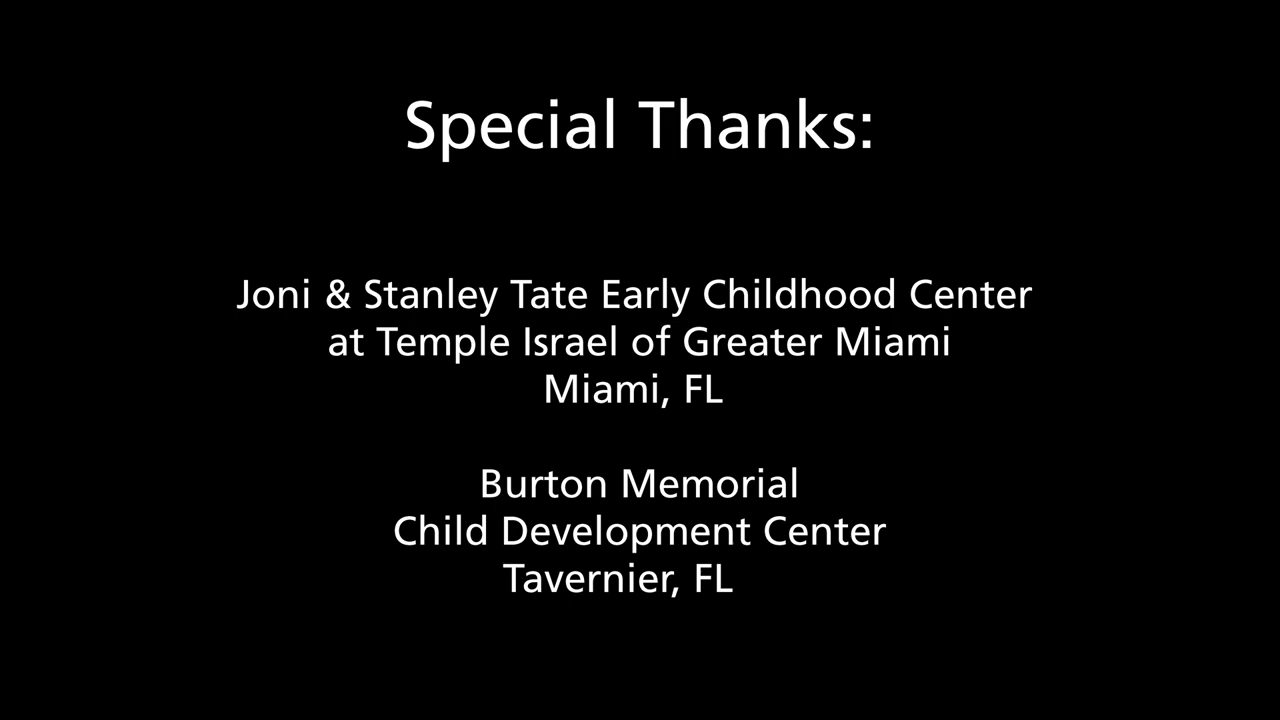 Special Thanks:
Joni & Stanley Tate Early Childhood Center
at Temple Israel of Greater Miami
Miami, FL
Burton Memorial
Child Development Center
Tavernier, FL